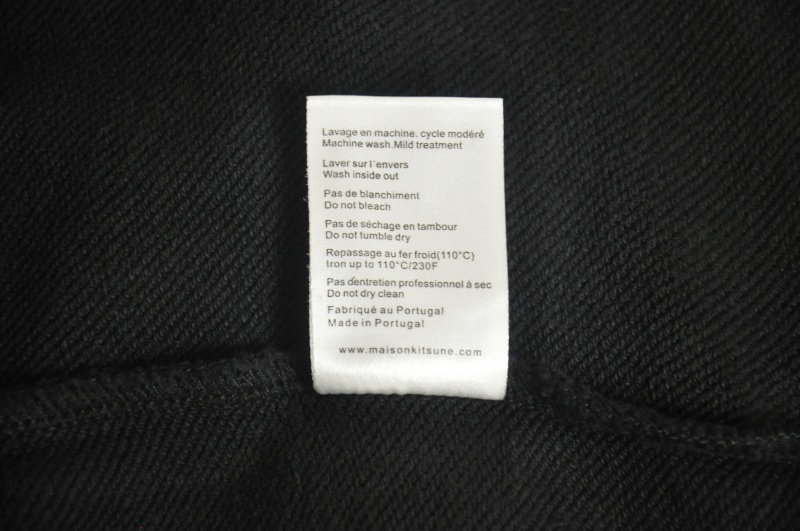 Lavage en machine. cycle modéré
Machine wash.Mild treatment
Laver sur l'envers
Wash inside out
Pas de blanchiment
Do not bleach
Pas de séchage en tambour
Do not tumble dry
Repassage au fer froid(110°C)
Iron up to 110°C/230F
Pas d'entretien professionnel à sec
Do not dry clean
Fabriqué au Portugal
Made in Portugal
www.maisonkitsune.com